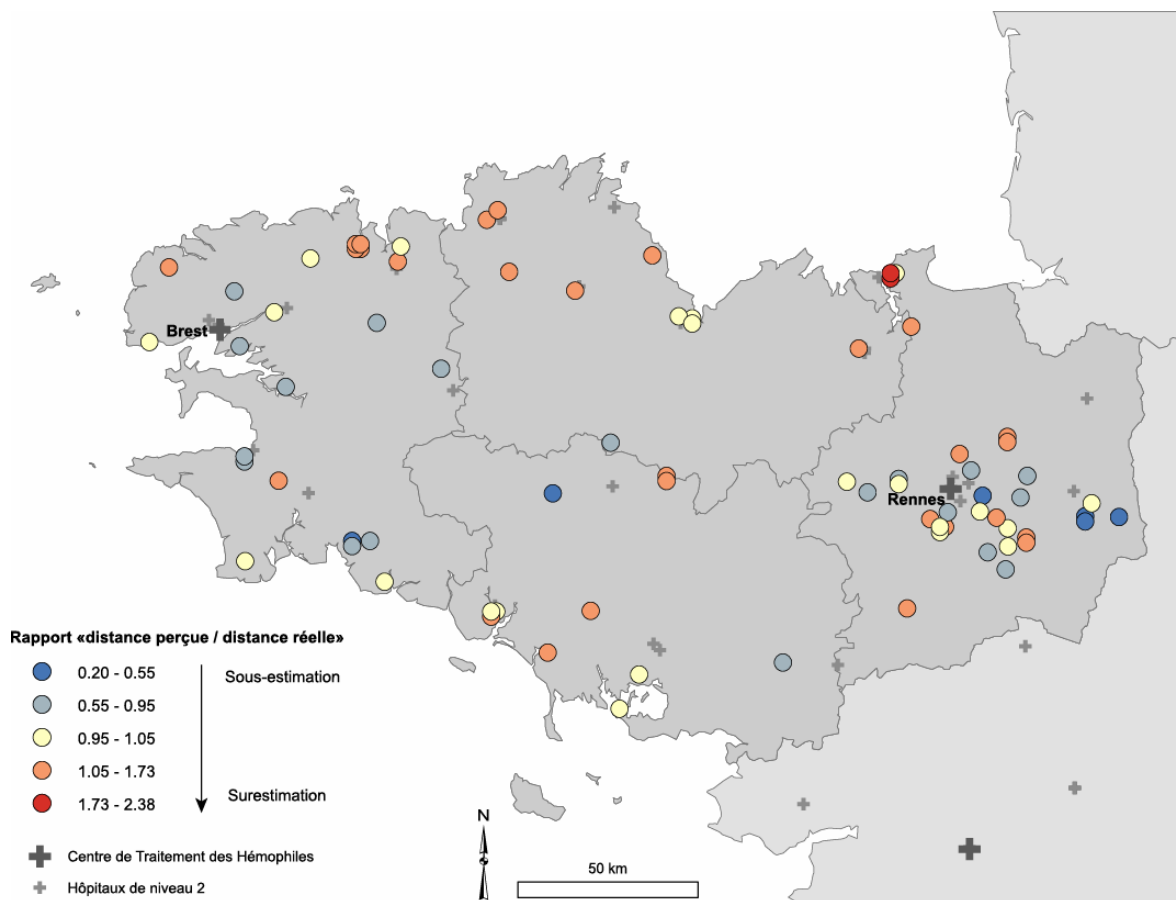 Brest
Rennes
Rapport «distance perçue / distance réelle»
0.20 - 0.55
Sous-estimation
0.55 - 0.95
0.95 - 1.05
1.05 - 1.73
Surestimation
1.73 - 2.38
N
Centre de Traitement des Hémophiles
50 km
Hôpitaux de niveau 2